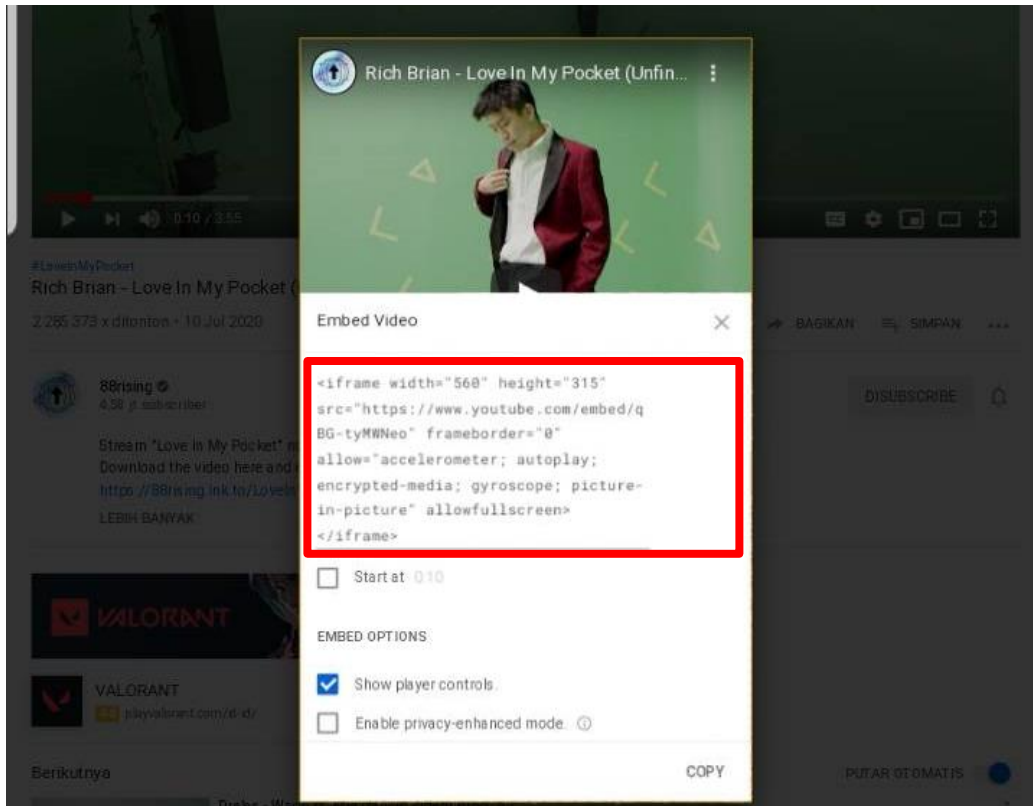 Rich Brian - Love In My Pocket (Unfin...
0:10 / 3:55
#LoveInMyPocket
Rich Brian - Love In My Pocket (
2.285.373 x ditonton • 10 Jul 2020
BAGIKAN
SIMPAN
Embed Video
<iframe width="560" height="315"
src="https://www.youtube.com/embed/q
BG-tyMWNeo" frameborder="0"
allow="accelerometer; autoplay;
encrypted-media; gyroscope; picture-
in-picture" allowfullscreen>
</iframe>
88rising
4,58 jt subscriber
DISUBSCRIBE
Stream "Love In My Pocket"
Download the video here and
https://88rising.lnk.to/LoveIn
LEBIH BANYAK
Start at 0:10
EMBED OPTIONS
Show player controls.
Enable privacy-enhanced mode.
COPY
VALORANT
VALORANT
playvalorant.com/id-id/
Berikutnya
PUTAR OTOMATIS